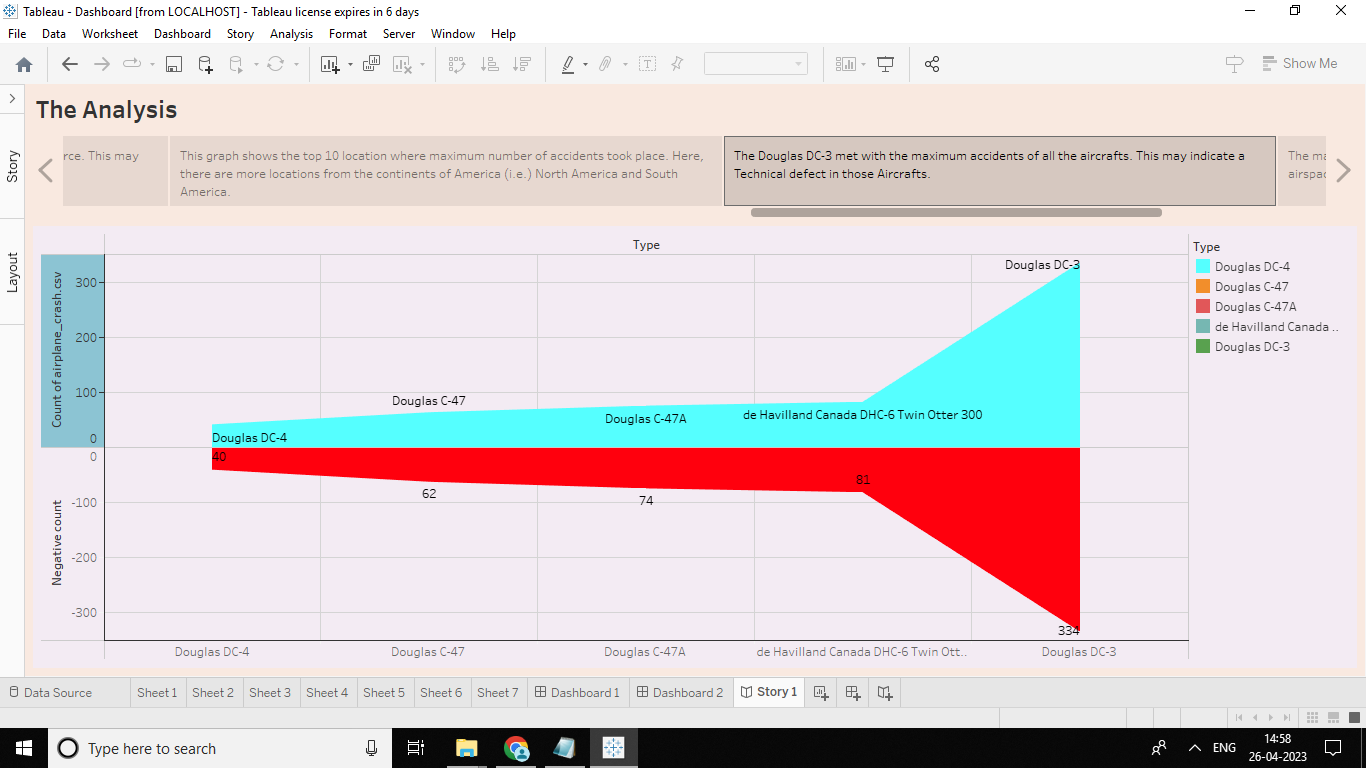 Tableau - Dashboard [from LOCALHOST] - Tableau license expires in 6 days
File Data Worksheet Dashboard Story Analysis Format Server Window Help
Show Me
Story
Layout
The Analysis
rce. This may
This graph shows the top 10 location where maximum number of accidents took place. Here,
there are more locations from the continents of America (i.e.) North America and South
America.
The Douglas DC-3 met with the maximum accidents of all the aircrafts. This may indicate a
Technical defect in those Aircrafts.
The ma
airspac
Type
Count of airplane_crash.csv
300
200
100
0
Negative count
0
-100
-200
-300
Douglas DC-4
Douglas C-47
Douglas C-47A
de Havilland Canada DHC-6 Twin Otter 300
Douglas DC-3
40
62
74
81
334
Douglas DC-4
Douglas C-47
Douglas C-47A
de Havilland Canada DHC-6 Twin Ott..
Douglas DC-3
Type
Douglas DC-4
Douglas C-47
Douglas C-47A
de Havilland Canada ..
Douglas DC-3
Data Source Sheet 1 Sheet 2 Sheet 3 Sheet 4 Sheet 5 Sheet 6 Sheet 7 Dashboard 1 Dashboard 2 Story 1
Type here to search
ENG
14:58
26-04-2023